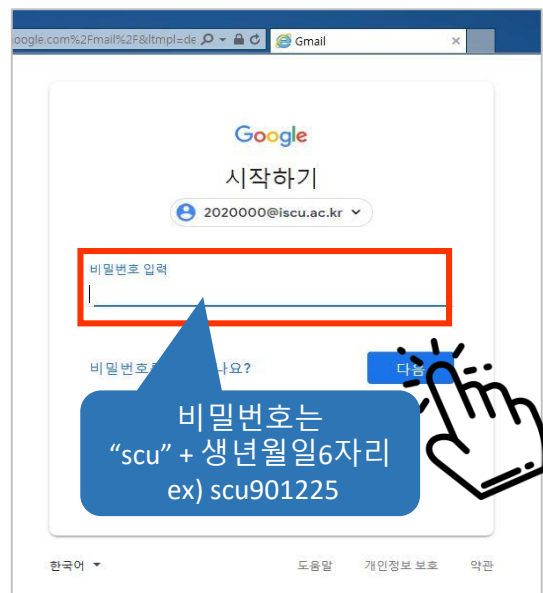 oogle.com%2Fmail%2F&ltmpl=de
Gmail
Google
시작하기
2020000@iscu.ac.kr
비밀번호 입력
비밀번호 나요?
다음
비밀번호는
“scu” + 생년월일6자리
ex) scu901225
한국어
도움말 개인정보 보호 약관